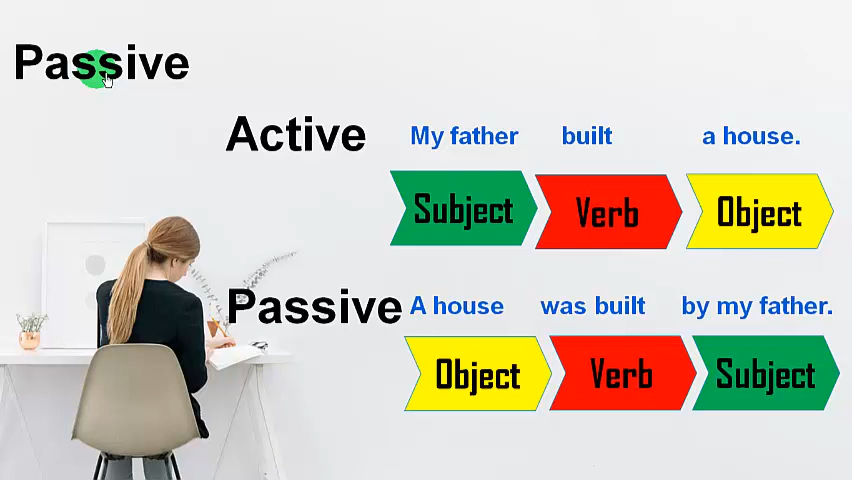 Passive
Active My father built a house.
Subject Verb Object
Passive A house was built by my father.
Object Verb Subject